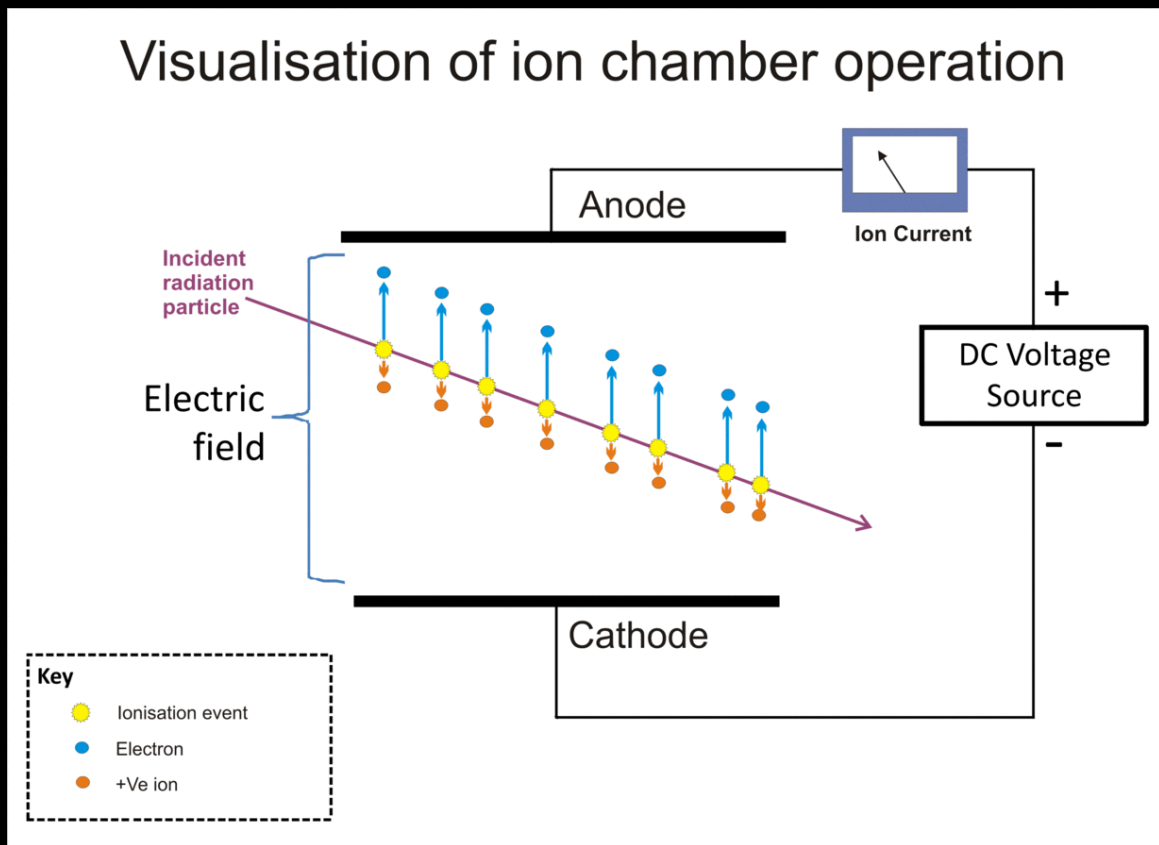 Visualisation of ion chamber operation
Anode
Ion Current
Incident
radiation
particle
+
DC Voltage
Source
-
Electric
field
Cathode
Key
Ionisation event
Electron
+Ve ion